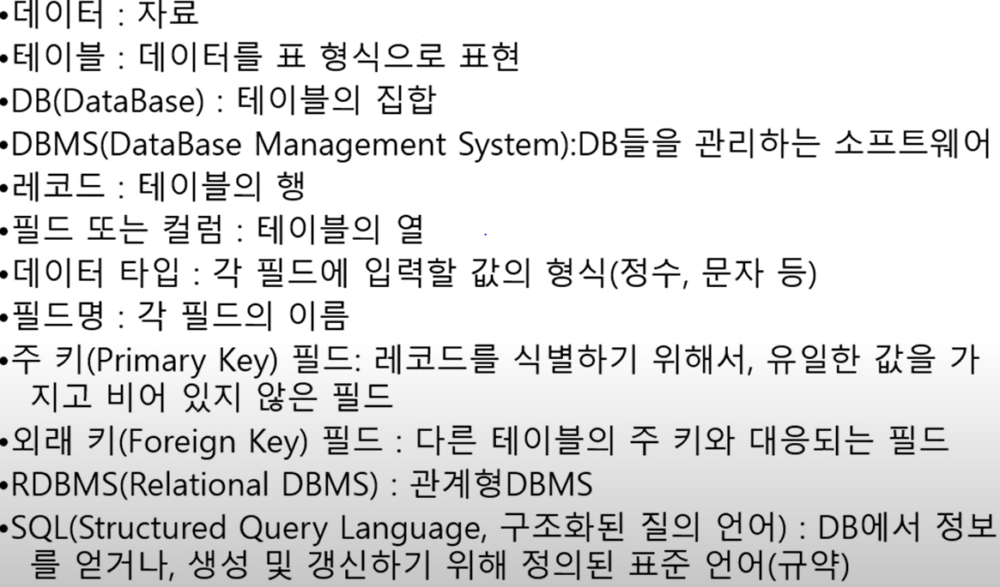 •데이터 : 자료
•테이블 : 데이터를 표 형식으로 표현
•DB(DataBase) : 테이블의 집합
•DBMS(DataBase Management System):DB들을 관리하는 소프트웨어
•레코드 : 테이블의 행
•필드 또는 컬럼 : 테이블의 열
•데이터 타입 : 각 필드에 입력할 값의 형식(정수, 문자 등)
•필드명 : 각 필드의 이름
•주 키(Primary Key) 필드: 레코드를 식별하기 위해서, 유일한 값을 가
지고 비어 있지 않은 필드
•외래 키(Foreign Key) 필드 : 다른 테이블의 주 키와 대응되는 필드
•RDBMS(Relational DBMS) : 관계형DBMS
•SQL(Structured Query Language, 구조화된 질의 언어) : DB에서 정보
를 얻거나, 생성 및 갱신하기 위해 정의된 표준 언어(규약)